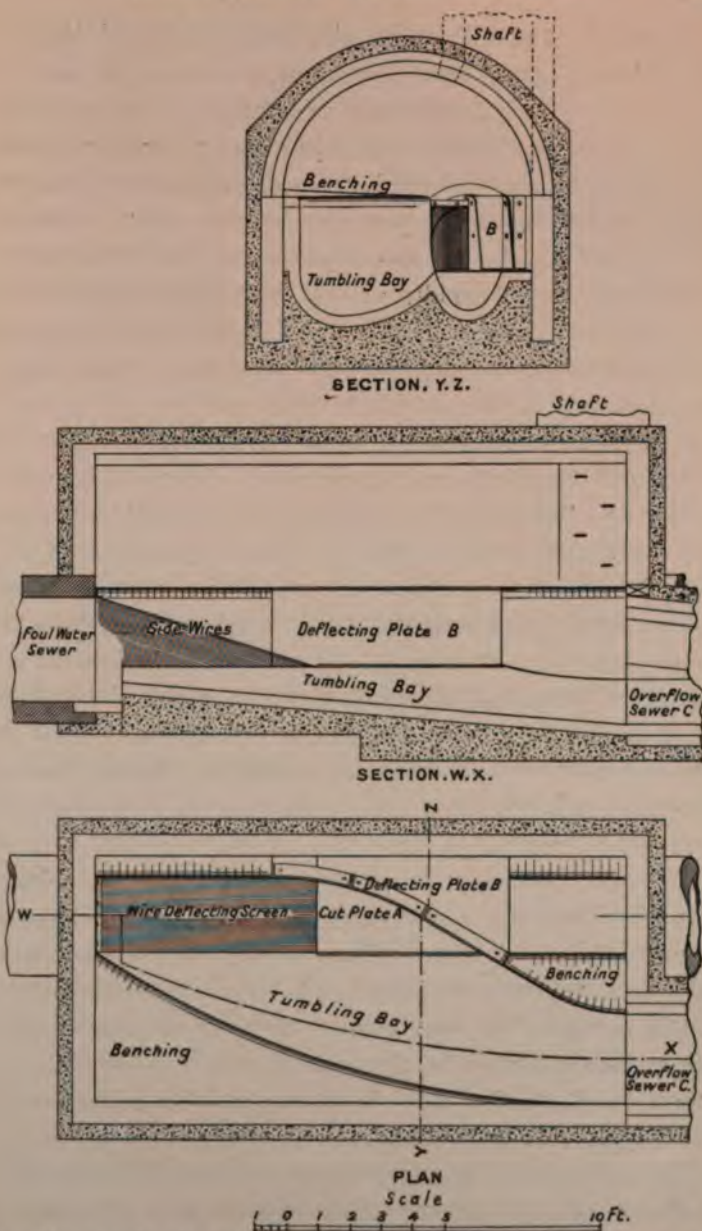 Shaft
Benching
B
Tumbling Bay
SECTION. Y. Z.
Shaft
Foul Water
Sewer
Side Wires
Deflecting Plate B
Tumbling Bay
Overflow
Sewer C
SECTION. W. X.
Z
W
Wire Deflecting Screen
Cut Plate A
Deflecting Plate B
Benching
Tumbling Bay
Benching
X
Overflow
Sewer C.
Y
PLAN
Scale
1 0 1 2 3 4 5 10 Ft.